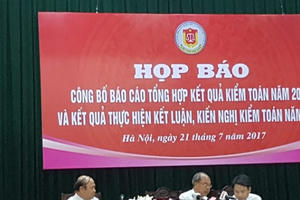 HỌP BÁO
CÔNG BỐ BÁO CÁO TỔNG HỢP KẾT QUẢ KIỂM TOÁN NĂM 20
VÀ KẾT QUẢ THỰC HIỆN KẾT LUẬN, KIẾN NGHỊ KIỂM TOÁN NĂM
Hà Nội, ngày 21 tháng 7 năm 2017